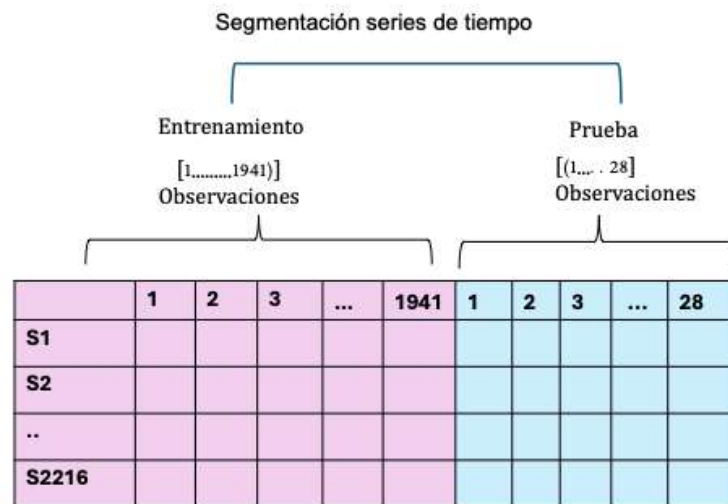 Segmentación series de tiempo
Entrenamiento
[1.........1941)]
Observaciones
Prueba
[(1... . 28]
Observaciones
1 2 3 ... 1941 1 2 3 ... 28
S1
S2
..
S2216